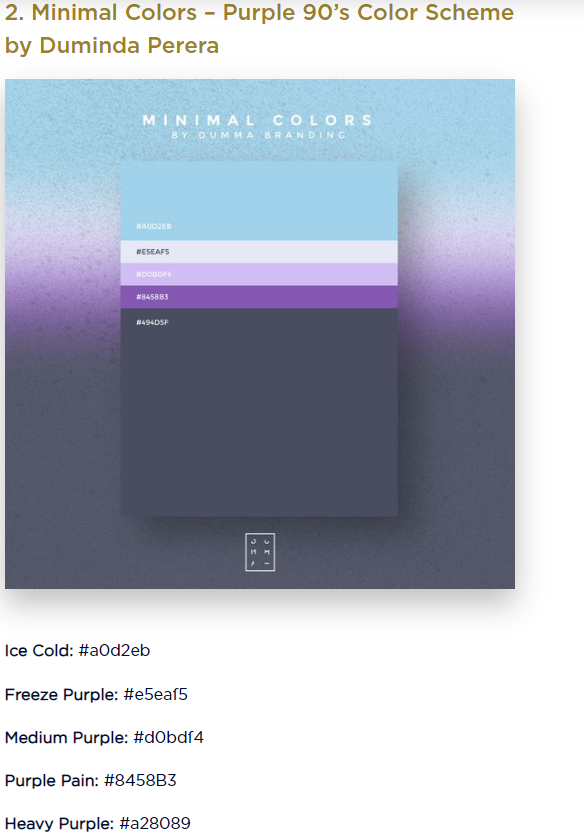 2. Minimal Colors – Purple 90’s Color Scheme
by Duminda Perera
MINIMAL COLORS
BY DUMMA BRANDING
#A0D2EB
#E5EAF5
#D0BDF4
#8458B3
#494D5F
Ice Cold: #a0d2eb
Freeze Purple: #e5eaf5
Medium Purple: #d0bdf4
Purple Pain: #8458B3
Heavy Purple: #a28089